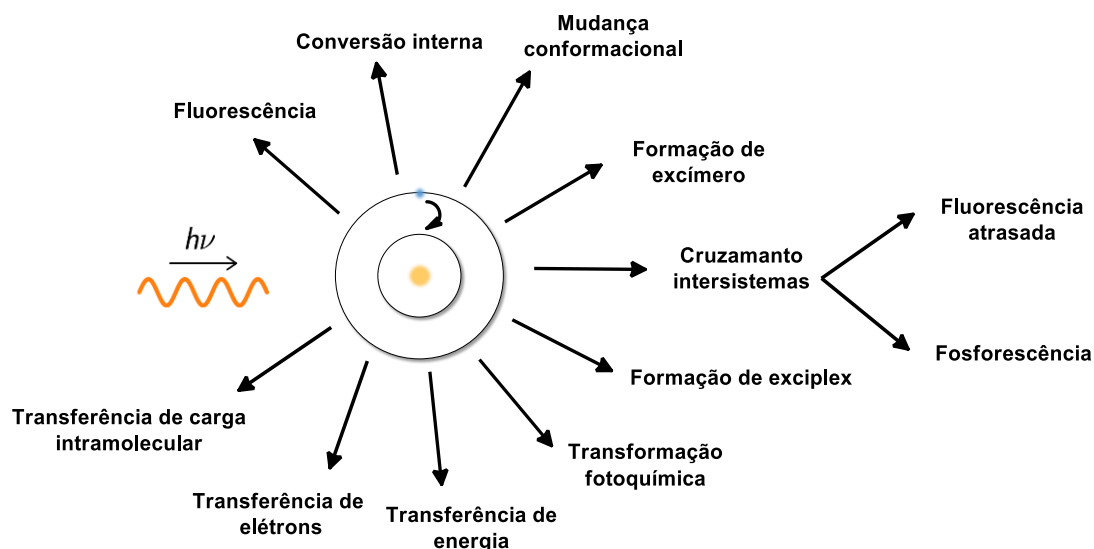 Mudança
conformacional
Conversão interna
Fluorescência
Formação de
excímero
Fluorescência
atrasada
hν
Cruzamanto
intersistemas
Fosforescência
Formação de exciplex
Transferência de carga
intramolecular
Transformação
fotoquímica
Transferência de
elétrons
Transferência de
energia